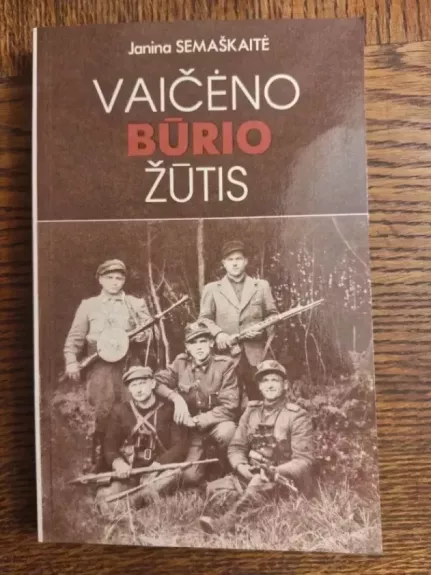 Janina SEMAŠKAITĖ
VAIČĖNO
BŪRIO
ŽŪTIS